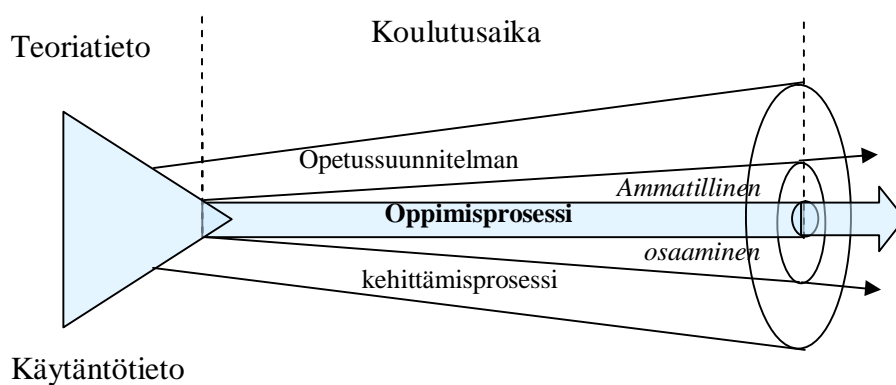 Koulutusaika
Teoriatieto
Opetussuunnitelman
Ammatillinen
Oppimisprosessi
osaaminen
kehittämisprosessi
Käytäntötieto